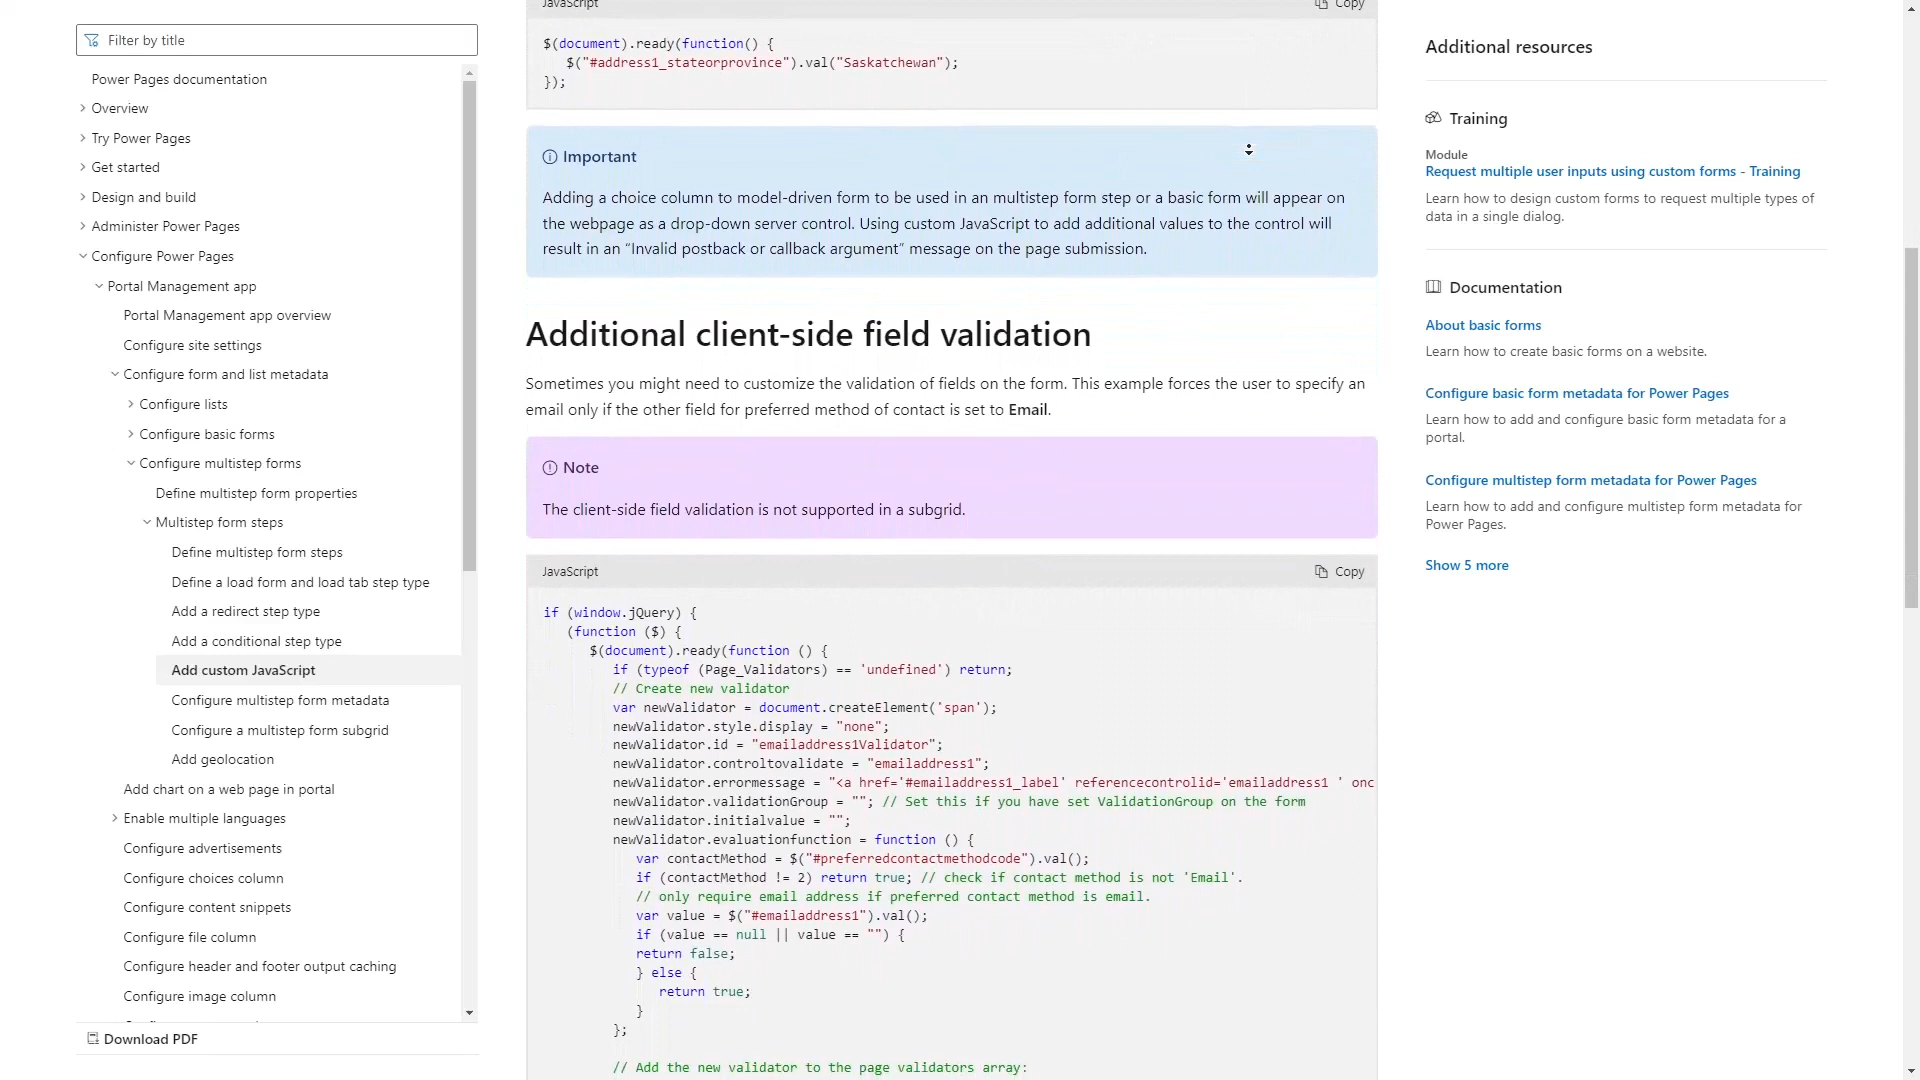 Filter by title
Power Pages documentation
Overview
Try Power Pages
Get started
Design and build
Administer Power Pages
Configure Power Pages
Portal Management app
Portal Management app overview
Configure site settings
Configure form and list metadata
Configure lists
Configure basic forms
Configure multistep forms
Define multistep form properties
Multistep form steps
Define multistep form steps
Define a load form and load tab step type
Add a redirect step type
Add a conditional step type
Add custom JavaScript
Configure multistep form metadata
Configure a multistep form subgrid
Add geolocation
Add chart on a web page in portal
Enable multiple languages
Configure advertisements
Configure choices column
Configure content snippets
Configure file column
Configure header and footer output caching
Configure image column
Download PDF
JavaScript
Copy
$(document).ready(function() {
   $("#address1_stateorprovince").val("Saskatchewan");
});
Important
Adding a choice column to model-driven form to be used in an multistep form step or a basic form will appear on
the webpage as a drop-down server control. Using custom JavaScript to add additional values to the control will
result in an “Invalid postback or callback argument” message on the page submission.
Additional client-side field validation
Sometimes you might need to customize the validation of fields on the form. This example forces the user to specify an
email only if the other field for preferred method of contact is set to Email.
Note
The client-side field validation is not supported in a subgrid.
JavaScript
Copy
if (window.jQuery) {
   (function ($) {
      $(document).ready(function () {
         if (typeof (Page_Validators) == 'undefined') return;
         // Create new validator
         var newValidator = document.createElement('span');
         newValidator.style.display = "none";
         newValidator.id = "emailaddress1Validator";
         newValidator.controltovalidate = "emailaddress1";
         newValidator.errormessage = "<a href='#emailaddress1_label' referencecontrolid='emailaddress1 ' onc
         newValidator.validationGroup = ""; // Set this if you have set ValidationGroup on the form
         newValidator.initialvalue = "";
         newValidator.evaluationfunction = function () {
            var contactMethod = $("#preferredcontactmethodcode").val();
            if (contactMethod != 2) return true; // check if contact method is not 'Email'.
            // only require email address if preferred contact method is email.
            var value = $("#emailaddress1").val();
            if (value == null || value == "") {
            return false;
            } else {
               return true;
            }
         };
         // Add the new validator to the page validators array:
Additional resources
Training
Module
Request multiple user inputs using custom forms - Training
Learn how to design custom forms to request multiple types of
data in a single dialog.
Documentation
About basic forms
Learn how to create basic forms on a website.
Configure basic form metadata for Power Pages
Learn how to add and configure basic form metadata for a
portal.
Configure multistep form metadata for Power Pages
Learn how to add and configure multistep form metadata for
Power Pages.
Show 5 more